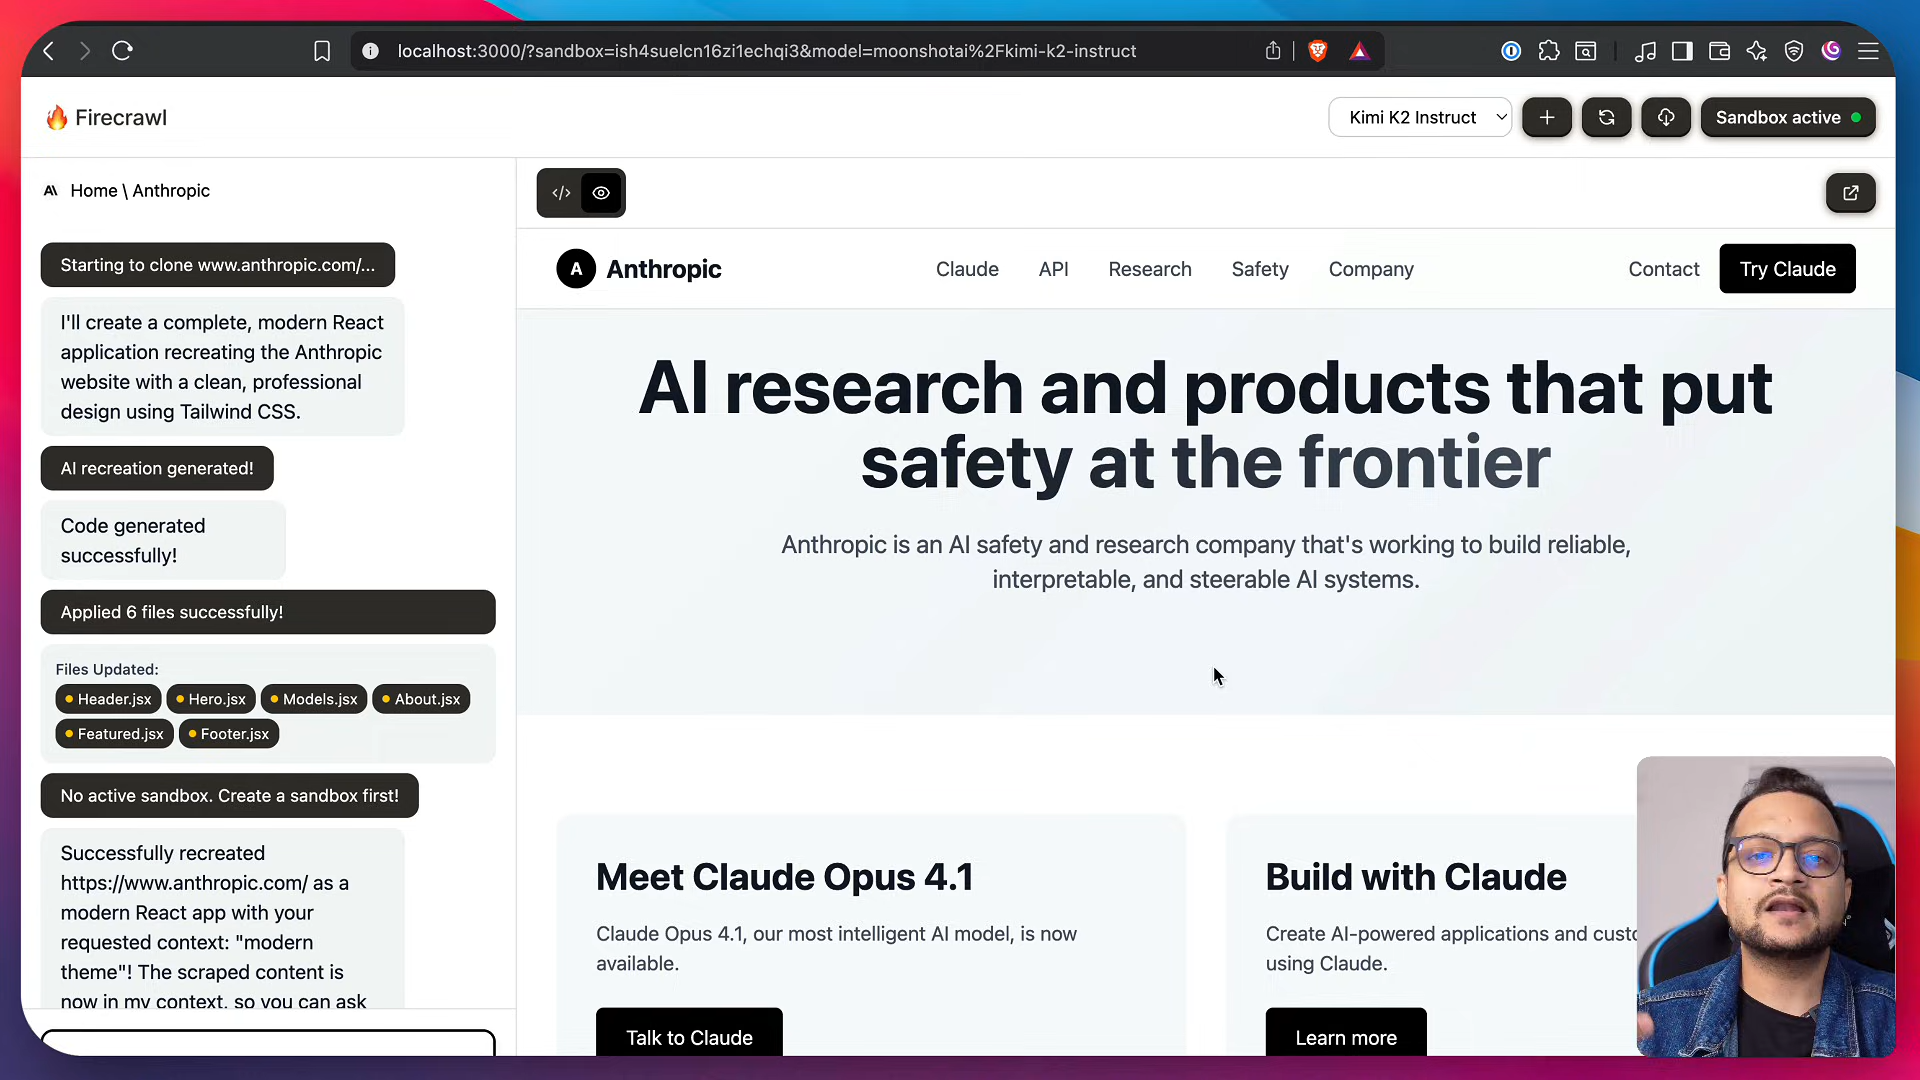 localhost:3000/?sandbox=ish4suelcn16zi1echqi3&model=moonshotai%2Fkimi-k2-instruct
Firecrawl
Kimi K2 Instruct
Sandbox active
Home \ Anthropic
Starting to clone www.anthropic.com/...
I'll create a complete, modern React
application recreating the Anthropic
website with a clean, professional
design using Tailwind CSS.
AI recreation generated!
Code generated
successfully!
Applied 6 files successfully!
Files Updated:
Header.jsx Hero.jsx Models.jsx About.jsx
Featured.jsx Footer.jsx
No active sandbox. Create a sandbox first!
Successfully recreated
https://www.anthropic.com/ as a
modern React app with your
requested context: "modern
theme"! The scraped content is
now in my context, so you can ask
A Anthropic
Claude API Research Safety Company
Contact Try Claude
AI research and products that put
safety at the frontier
Anthropic is an AI safety and research company that's working to build reliable,
interpretable, and steerable AI systems.
Meet Claude Opus 4.1
Claude Opus 4.1, our most intelligent AI model, is now
available.
Talk to Claude
Build with Claude
Create AI-powered applications and
using Claude.
Learn more